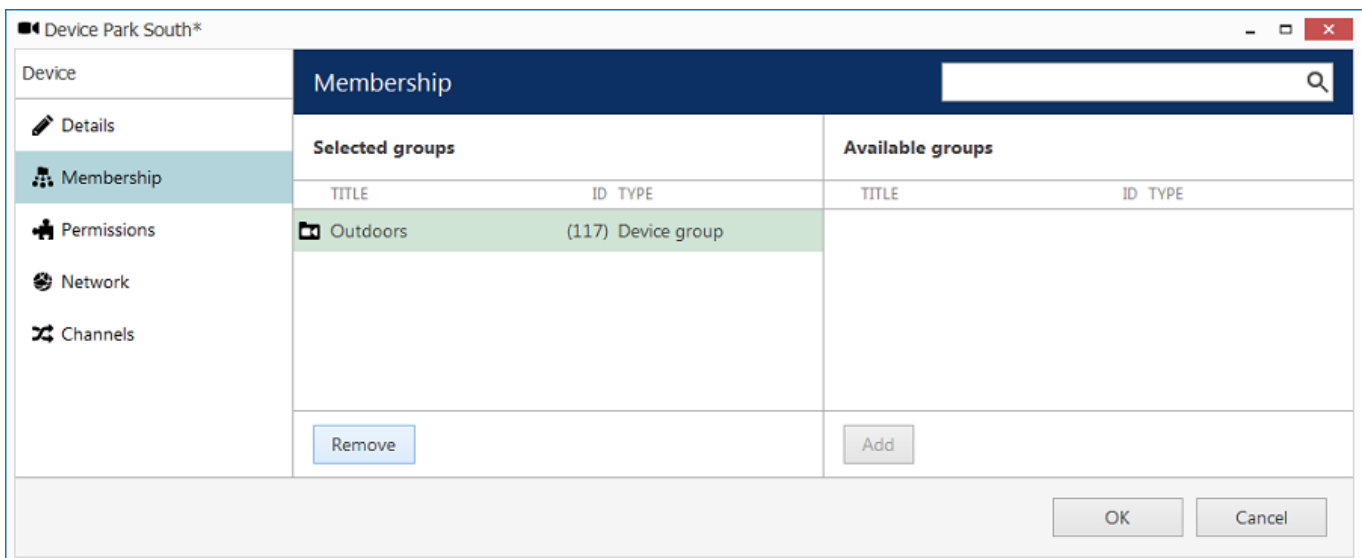 Device Park South*
Device
Membership
Details
Membership
Permissions
Network
Channels
Selected groups
TITLE ID TYPE
Outdoors (117) Device group
Remove
Available groups
TITLE ID TYPE
Add
OK Cancel